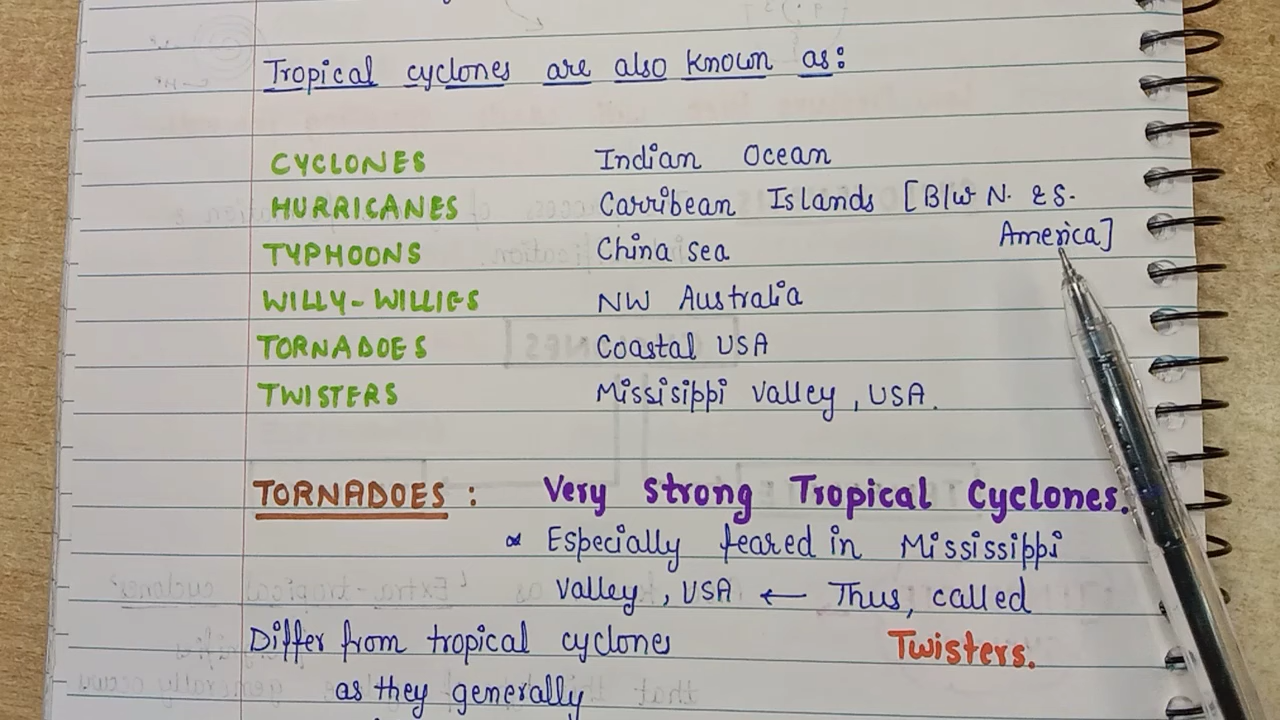 Tropical cyclones are also known as:
CYCLONES Indian Ocean
HURRICANES Carribean Islands [B/w N. & S. America]
TYPHOONS China sea
WILLY-WILLIES NW Australia
TORNADOES Coastal USA
TWISTERS Missisippi Valley, USA.
TORNADOES: Very strong Tropical Cyclones.
Especially feared in Mississippi
Valley, USA ← Thus, called
Twisters.
Differ from tropical cyclones
as they generally